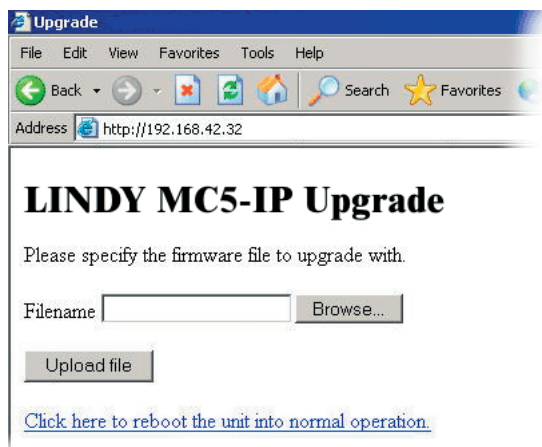 Upgrade
File Edit View Favorites Tools Help
Back Search Favorites
Address http://192.168.42.32
LINDY MC5-IP Upgrade
Please specify the firmware file to upgrade with.
Filename Browse...
Upload file
Click here to reboot the unit into normal operation.